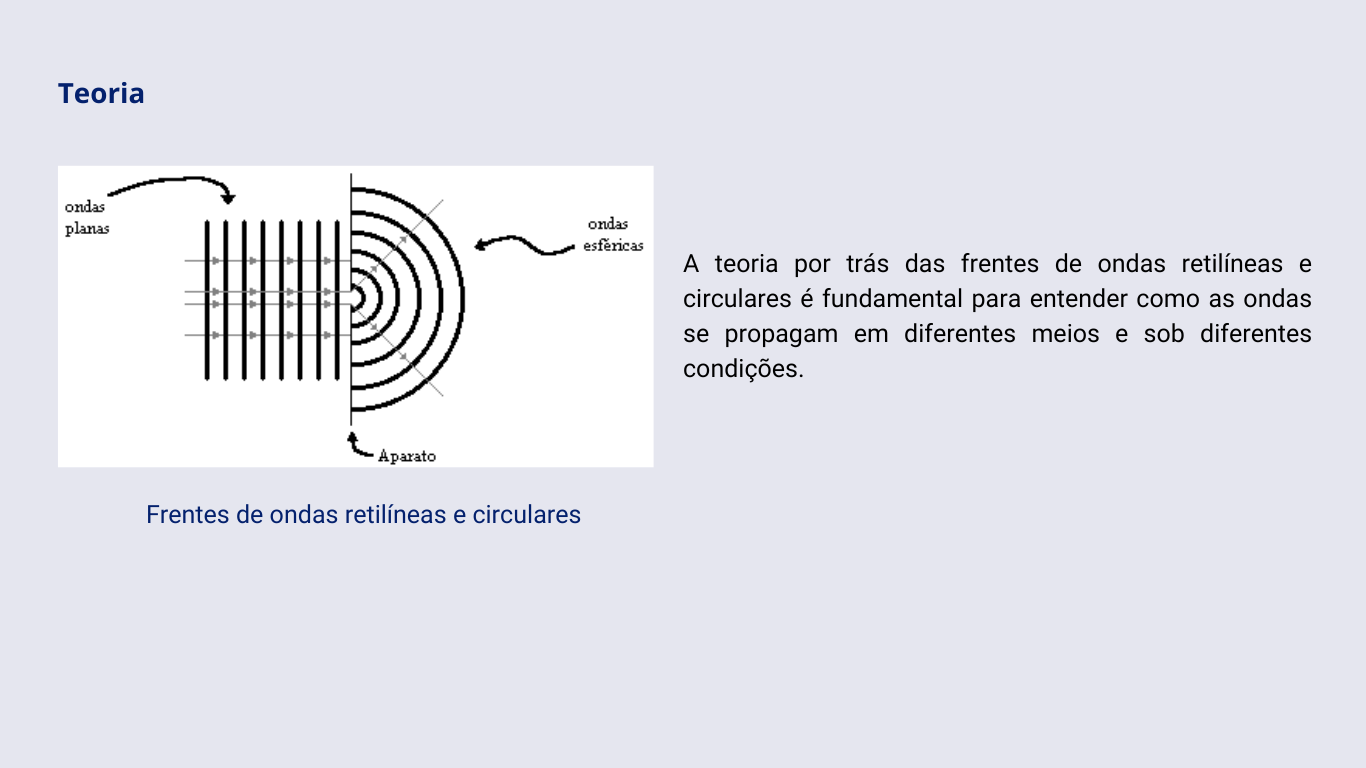 Teoria
ondas
planas
ondas
esféricas
Aparato
Frentes de ondas retilíneas e circulares
A teoria por trás das frentes de ondas retilíneas e
circulares é fundamental para entender como as ondas
se propagam em diferentes meios e sob diferentes
condições.